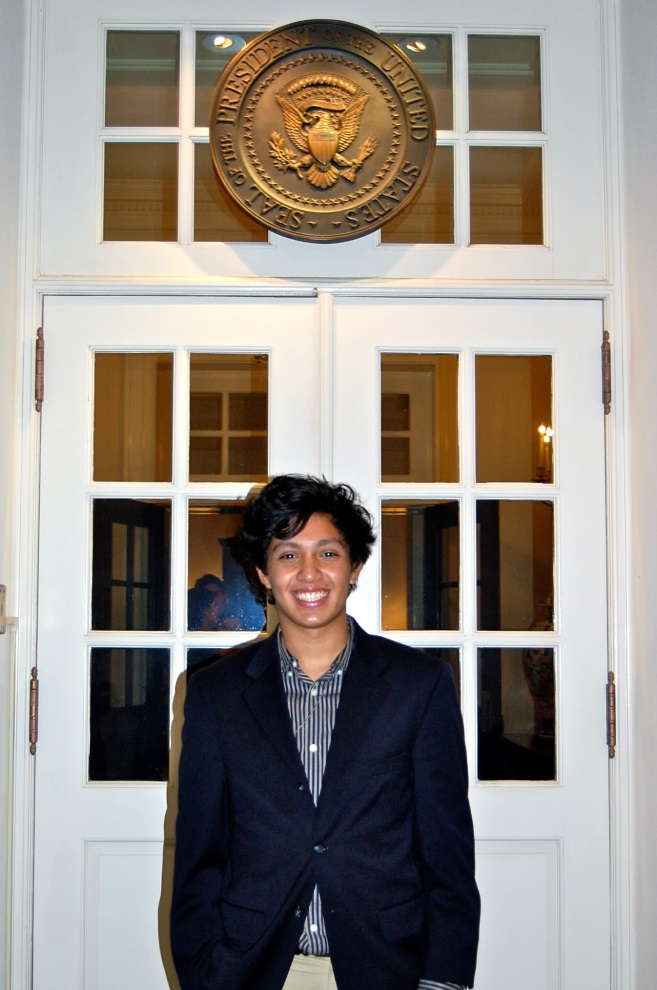 SEAL OF THE PRESIDENT OF THE UNITED STATES